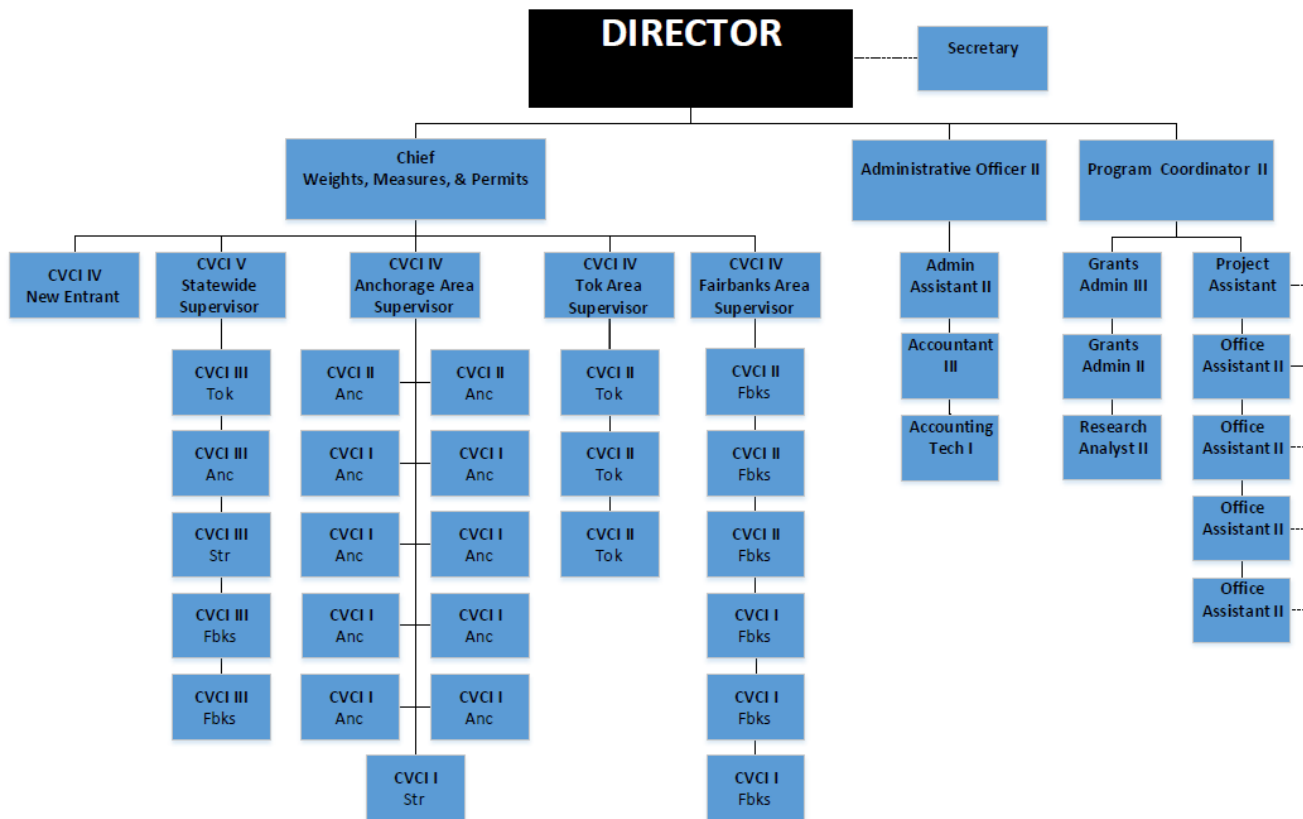 DIRECTOR
Secretary
Chief
Weights, Measures, & Permits
Administrative Officer II
Program Coordinator II
CVCI IV
New Entrant
CVCI V
Statewide
Supervisor
CVCI IV
Anchorage Area
Supervisor
CVCI IV
Tok Area
Supervisor
CVCI IV
Fairbanks Area
Supervisor
Admin
Assistant II
Grants
Admin III
Project
Assistant
CVCI III
Tok
CVCI II
Anc
CVCI II
Anc
CVCI II
Tok
CVCI II
Fbks
Accountant
III
Grants
Admin II
Office
Assistant II
CVCI III
Anc
CVCI I
Anc
CVCI I
Anc
CVCI II
Tok
CVCI II
Fbks
Accounting
Tech I
Research
Analyst II
Office
Assistant II
CVCI III
Str
CVCI I
Anc
CVCI I
Anc
CVCI II
Tok
CVCI II
Fbks
Office
Assistant II
CVCI III
Fbks
CVCI I
Anc
CVCI I
Anc
CVCI I
Fbks
Office
Assistant II
CVCI III
Fbks
CVCI I
Anc
CVCI I
Anc
CVCI I
Fbks
CVCI I
Str
CVCI I
Fbks